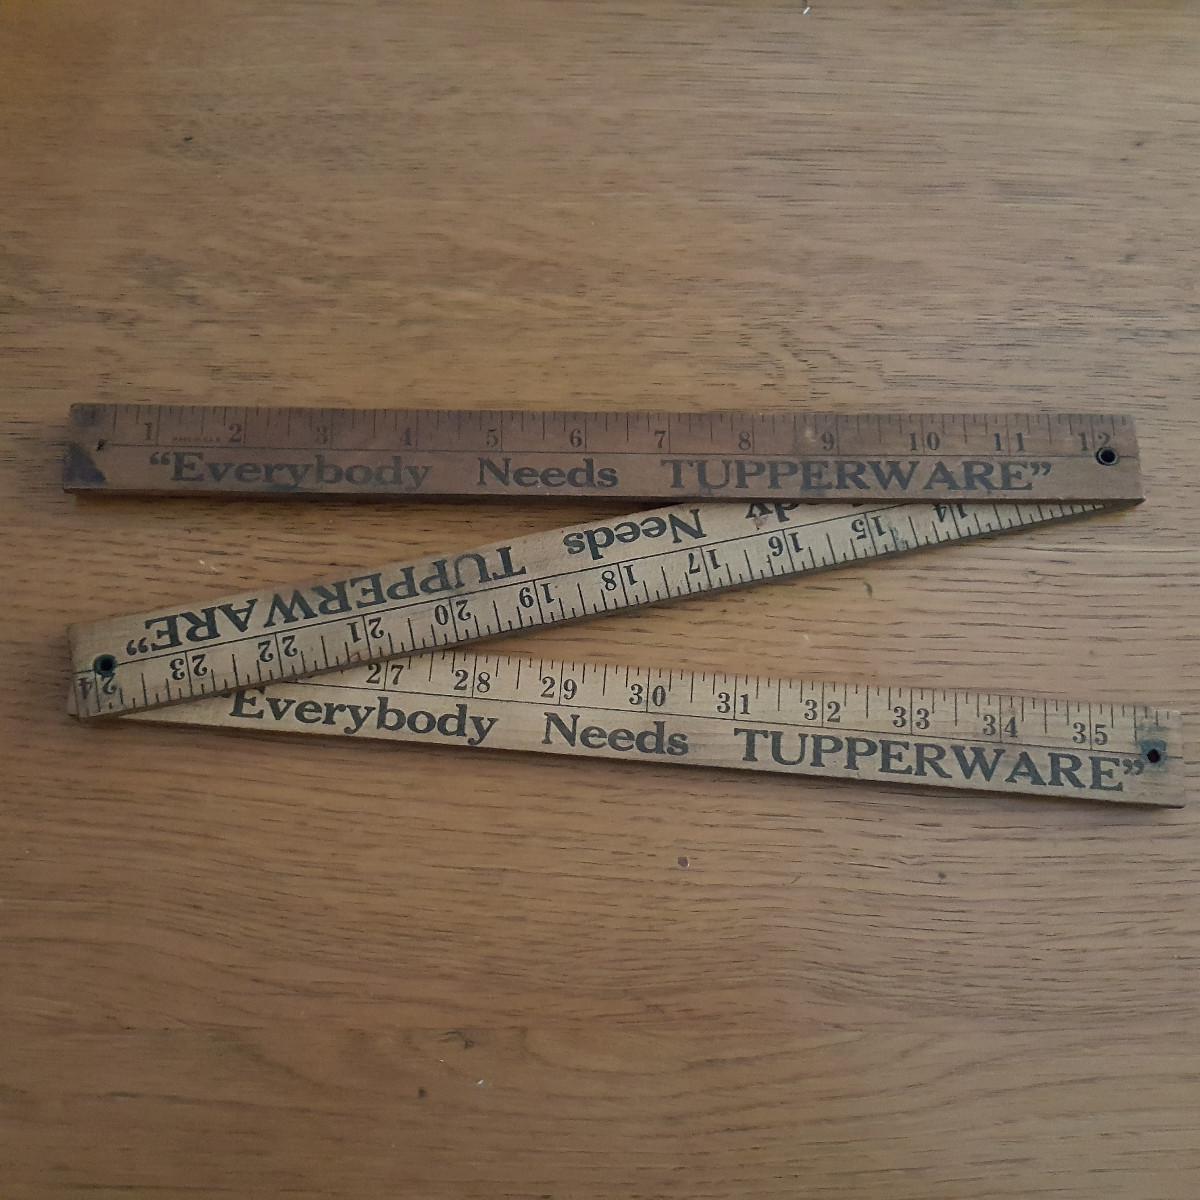 1 2 3 4 5 6 7 8 9 10 11 12
“Everybody Needs TUPPERWARE”
14 15 16 17 18 19 20 21 22 23 24
dy Needs TUPPERWARE”
27 28 29 30 31 32 33 34 35
Everybody Needs TUPPERWARE”